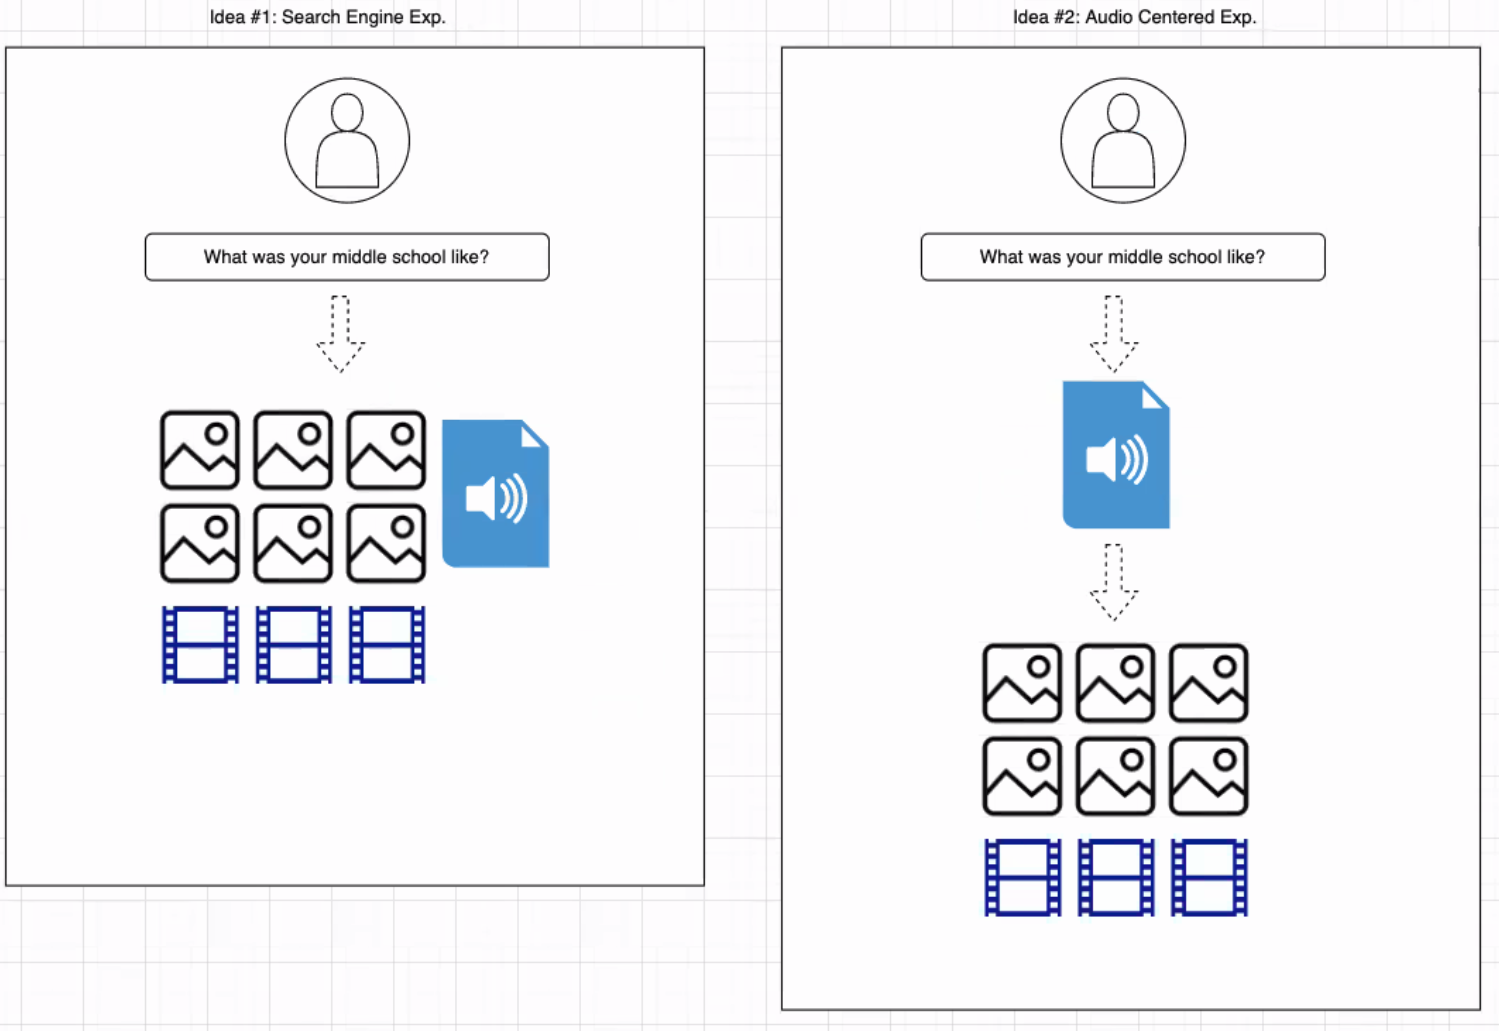 Idea #1: Search Engine Exp.
Idea #2: Audio Centered Exp.
What was your middle school like?
What was your middle school like?